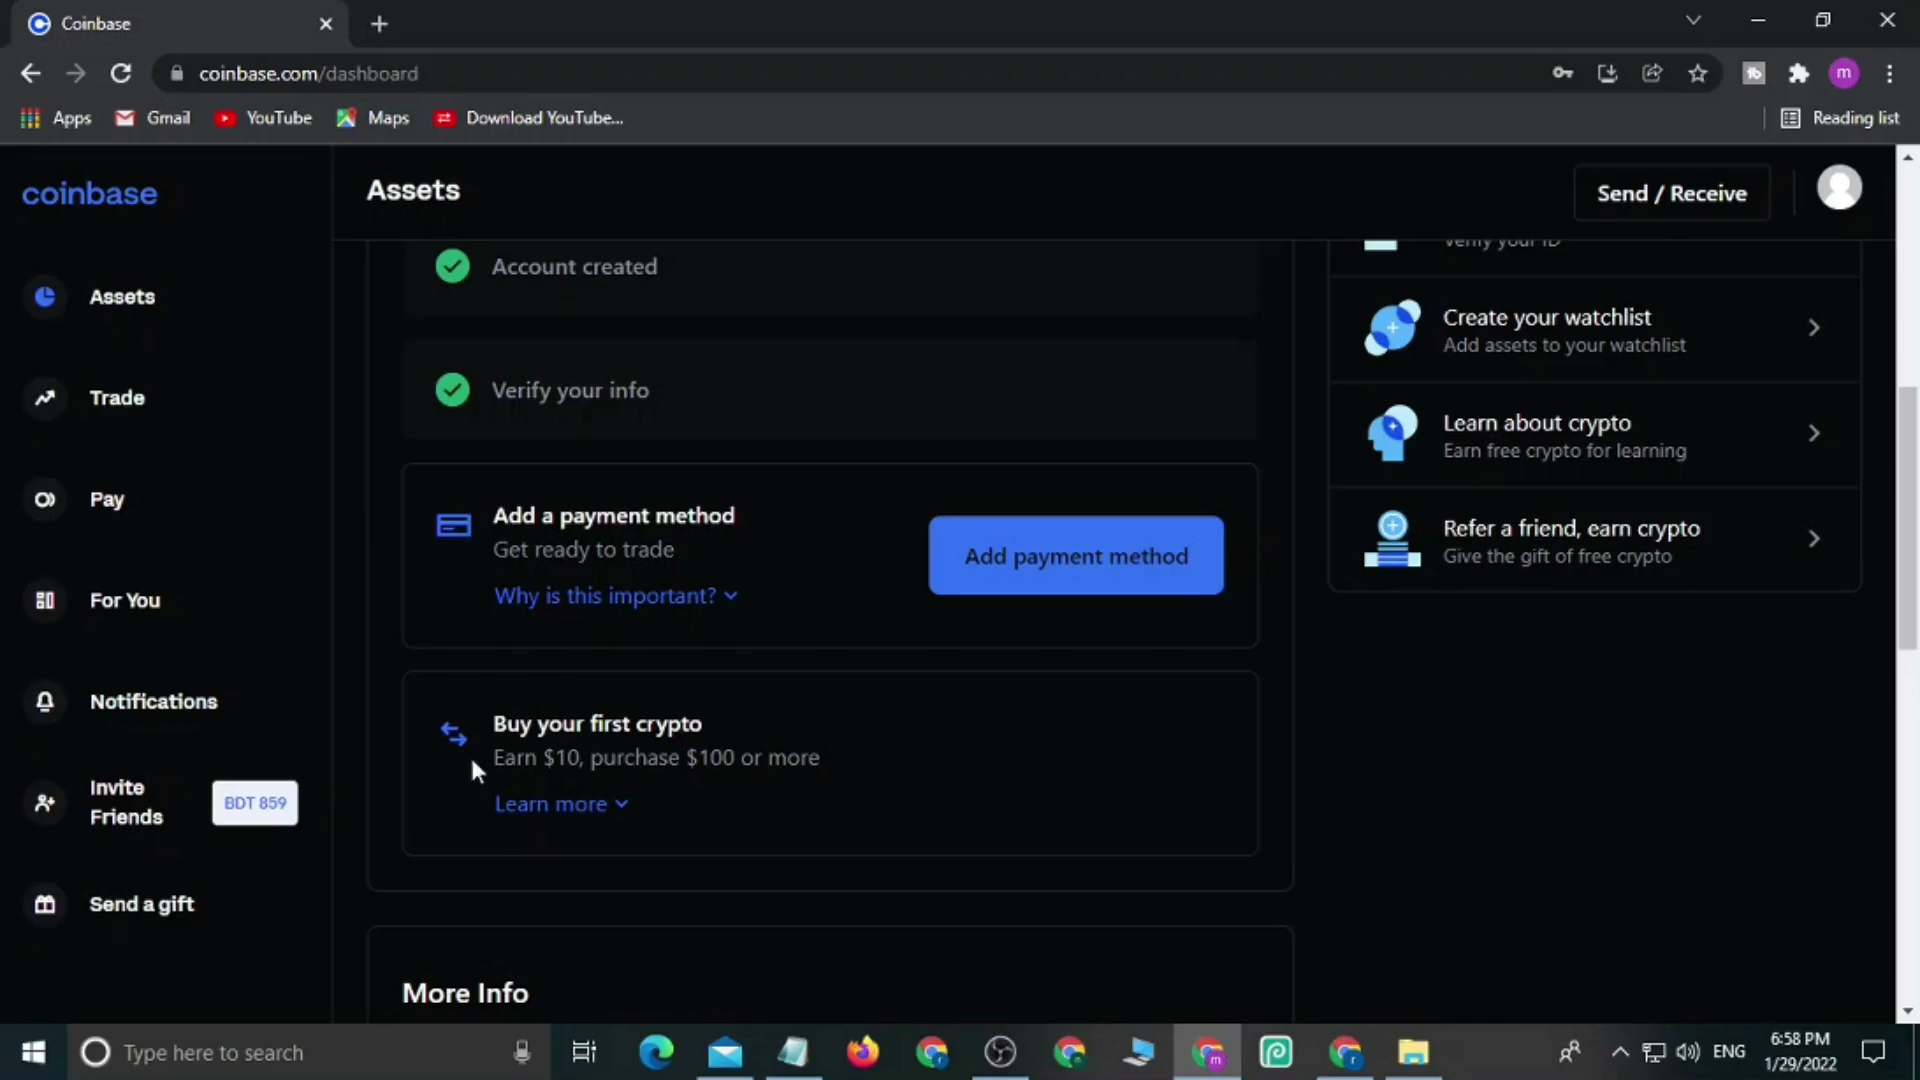 Coinbase
coinbase.com/dashboard
m
Apps
Gmail
YouTube
Maps
Download YouTube...
Reading list
coinbase
Assets
Send / Receive
Assets
Trade
Pay
For You
Notifications
Invite
Friends
BDT 859
Send a gift
Account created
Verify your info
Add a payment method
Get ready to trade
Why is this important?
Add payment method
Buy your first crypto
Earn $10, purchase $100 or more
Learn more
More Info
Verify your ID
Create your watchlist
Add assets to your watchlist
Learn about crypto
Earn free crypto for learning
Refer a friend, earn crypto
Give the gift of free crypto
Type here to search
ENG
6:58 PM
1/29/2022